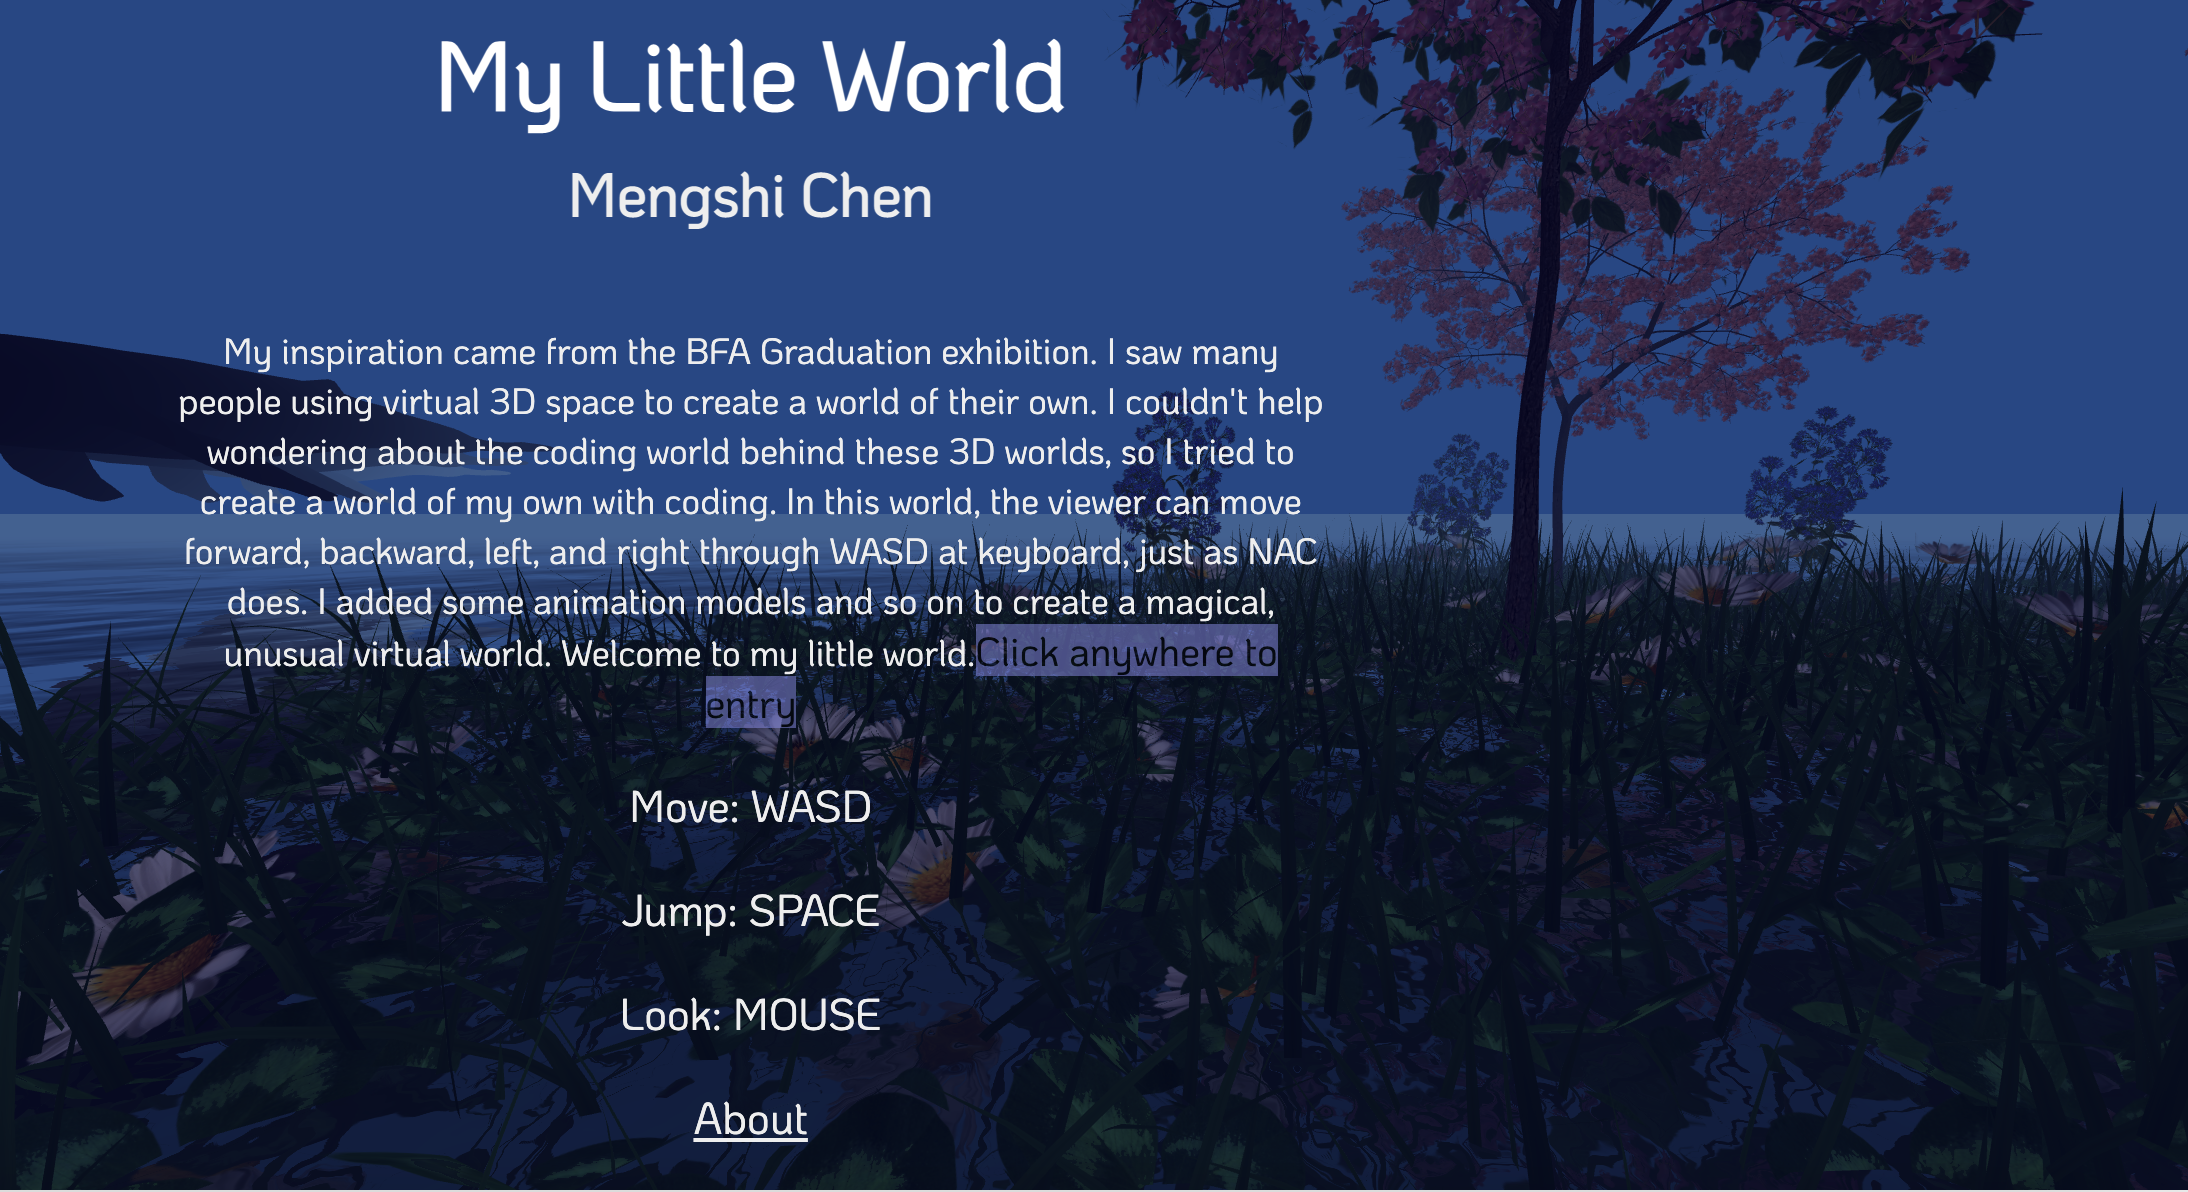 My Little World
Mengshi Chen
My inspiration came from the BFA Graduation exhibition. I saw many
people using virtual 3D space to create a world of their own. I couldn't help
wondering about the coding world behind these 3D worlds, so I tried to
create a world of my own with coding. In this world, the viewer can move
forward, backward, left, and right through WASD at keyboard, just as NAC
does. I added some animation models and so on to create a magical,
unusual virtual world. Welcome to my little world.Click anywhere to
entry
Move: WASD
Jump: SPACE
Look: MOUSE
About